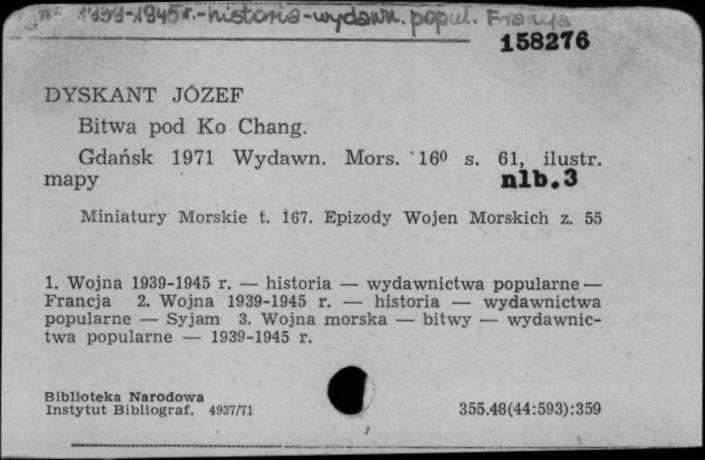 1939-1945r.-historia-wydawn. popul. Francja
158276
DYSKANT JÓZEF
Bitwa pod Ko Chang.
Gdańsk 1971 Wydawn. Mors. 16⁰ s. 61, ilustr.
mapy nlb.3
Miniatury Morskie t. 167. Epizody Wojen Morskich z. 55
1. Wojna 1939-1945 r. — historia — wydawnictwa popularne —
Francja 2. Wojna 1939-1945 r. — historia — wydawnictwa
popularne — Syjam 3. Wojna morska — bitwy — wydawnic-
twa popularne — 1939-1945 r.
Biblioteka Narodowa
Instytut Bibliograf. 4937/71
355.48(44:593):359